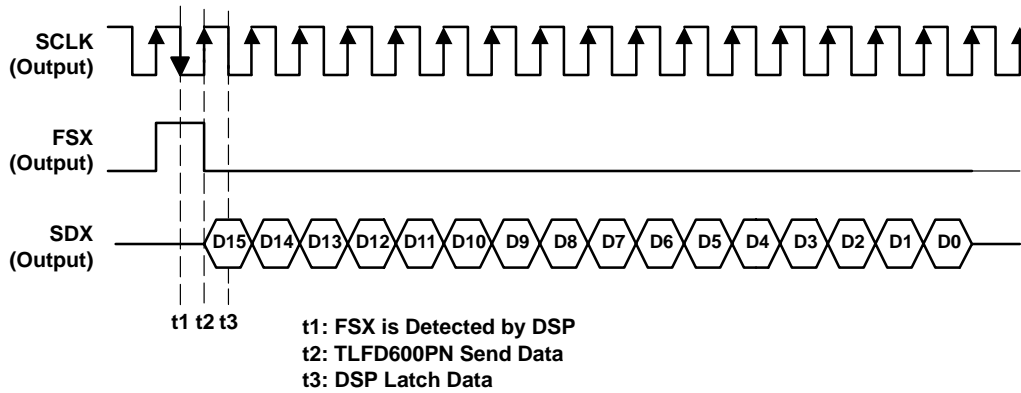 SCLK
(Output)
FSX
(Output)
SDX
(Output)
D15 D14 D13 D12 D11 D10 D9 D8 D7 D6 D5 D4 D3 D2 D1 D0
t1 t2 t3
t1: FSX is Detected by DSP
t2: TLFD600PN Send Data
t3: DSP Latch Data